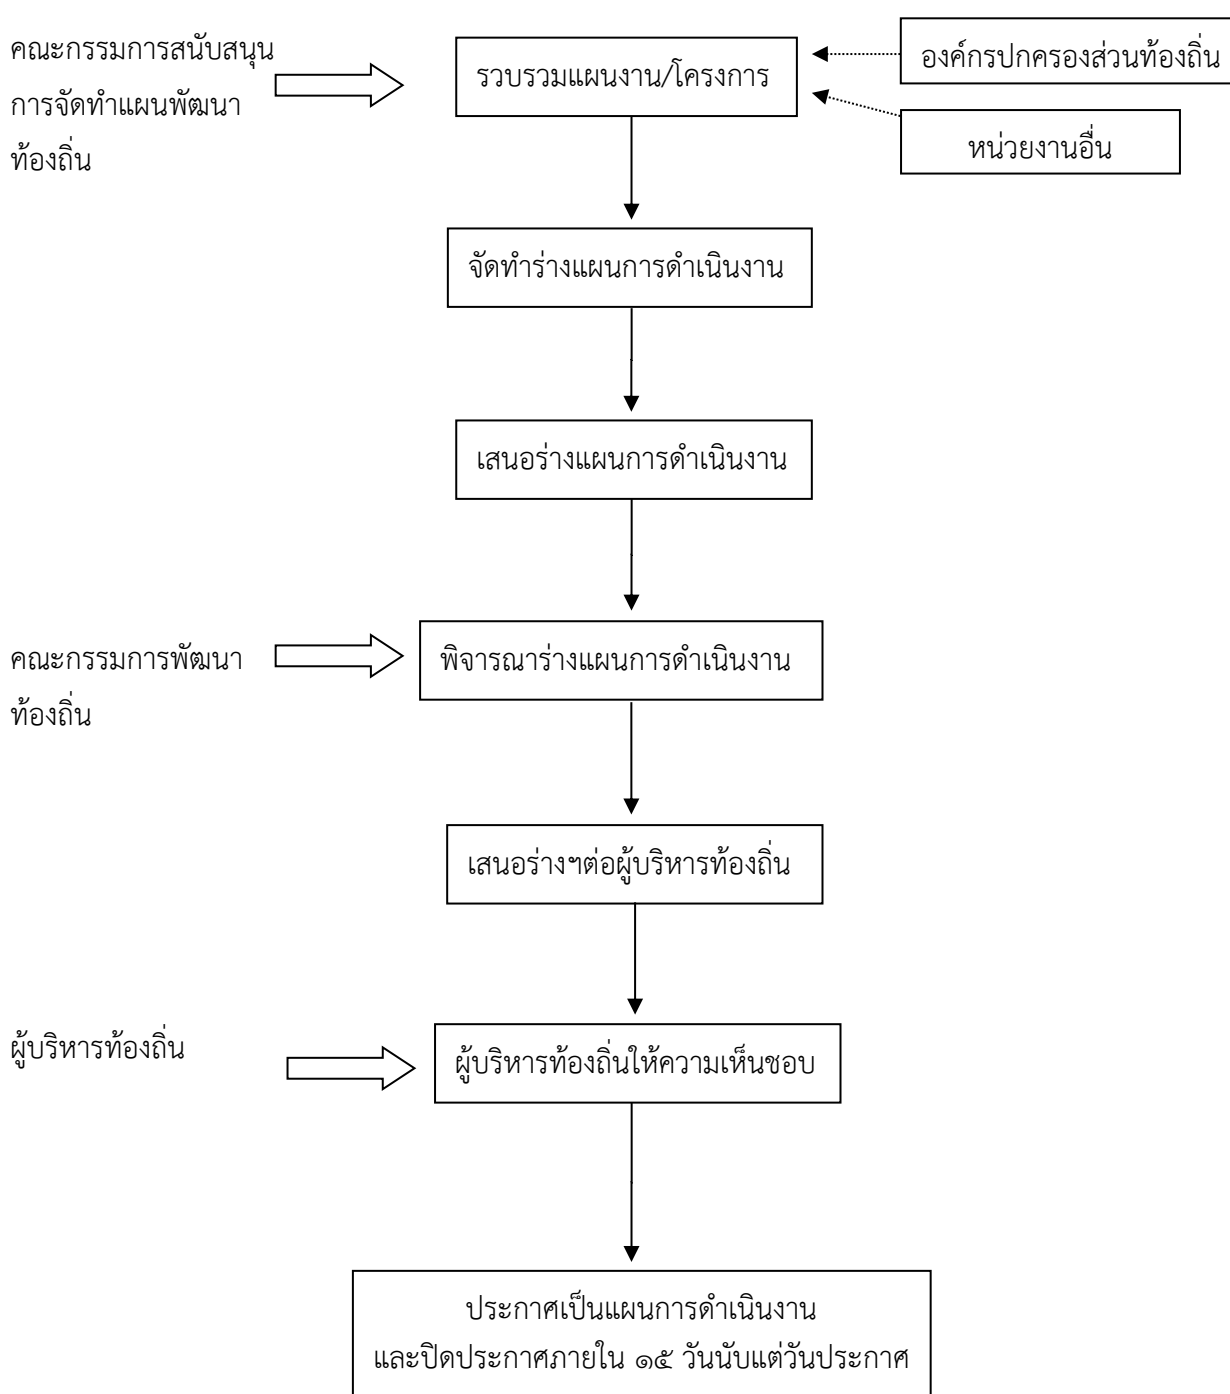 คณะกรรมการสนับสนุน
การจัดทำแผนพัฒนา
ท้องถิ่น
รวบรวมแผนงาน/โครงการ
องค์กรปกครองส่วนท้องถิ่น
หน่วยงานอื่น
จัดทำร่างแผนการดำเนินงาน
เสนอร่างแผนการดำเนินงาน
คณะกรรมการพัฒนา
ท้องถิ่น
พิจารณาร่างแผนการดำเนินงาน
เสนอร่างฯต่อผู้บริหารท้องถิ่น
ผู้บริหารท้องถิ่น
ผู้บริหารท้องถิ่นให้ความเห็นชอบ
ประกาศเป็นแผนการดำเนินงาน
และปิดประกาศภายใน ๑๕ วันนับแต่วันประกาศ